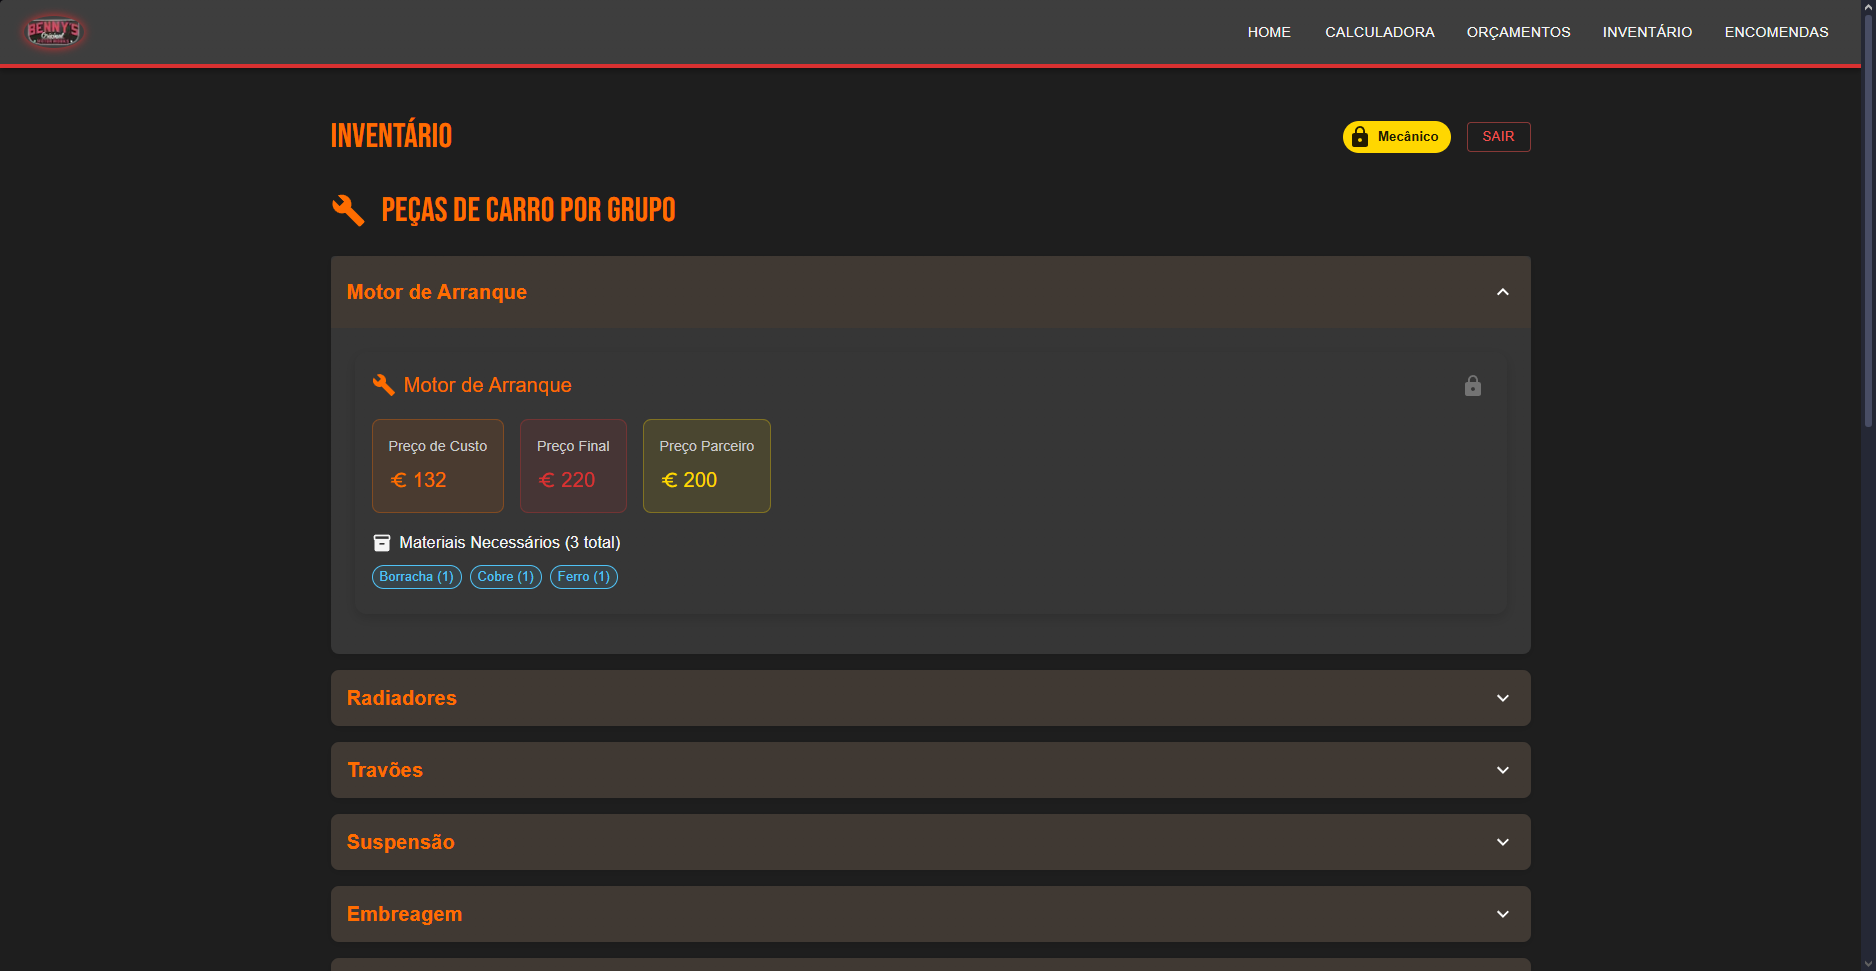 BENNY'S
HOME CALCULADORA ORÇAMENTOS INVENTÁRIO ENCOMENDAS
INVENTÁRIO
Mecânico
SAIR
PEÇAS DE CARRO POR GRUPO
Motor de Arranque
Motor de Arranque
Preço de Custo Preço Final Preço Parceiro
€ 132 € 220 € 200
Materiais Necessários (3 total)
Borracha (1) Cobre (1) Ferro (1)
Radiadores
Travões
Suspensão
Embreagem